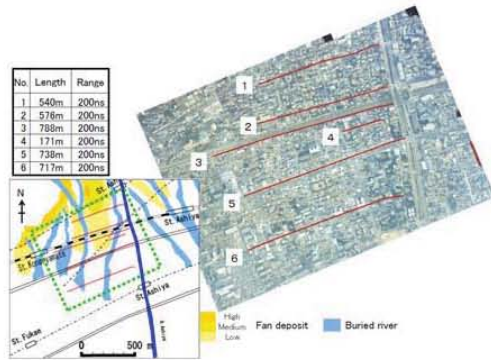 No. Length Range
1 540m 200ns
2 576m 200ns
3 788m 200ns
4 171m 200ns
5 738m 200ns
6 717m 200ns
1
2
3
4
5
6
N
St. Ashiya
St. Ashiya
St. Fukae
0 500 m
High
Medium
Low
Fan deposit
Buried river